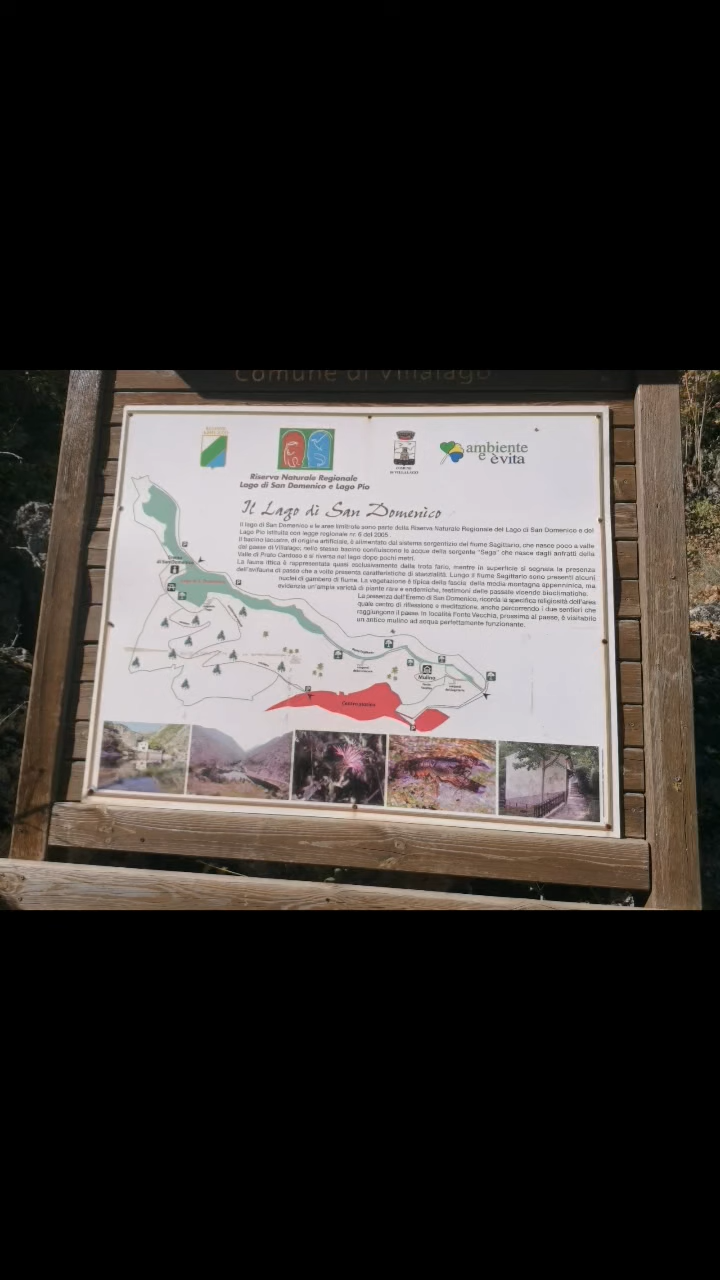 Comune di Villalago
COMUNE
DI VILLALAGO
ambiente
e è vita
Riserva Naturale Regionale
Lago di San Domenico e Lago Pio
Il Lago di San Domenico
Il lago di San Domenico e le aree limitrofe sono parte della Riserva Naturale Regionale del Lago di San Domenico e del
Lago Pio istituita con legge regionale nr. 6 del 2005.
Il bacino lacustre, di origine artificiale, è alimentato dal sistema sorgentizio del fiume Sagittario, che nasce poco a valle
del paese di Villalago; nello stesso bacino confluiscono le acque della sorgente "Sega" che nasce dagli anfratti della
Valle di Prato Cardoso e si riversa nel lago dopo pochi metri.
La fauna ittica è rappresentata quasi esclusivamente dalla trota fario, mentre in superficie si segnala la presenza
dell'avifauna di passo che a volte presenta caratteristiche di stanzialità. Lungo il fiume Sagittario sono presenti alcuni
nuclei di gambero di fiume. La vegetazione è tipica della fascia della media montagna appenninica, ma
evidenzia un'ampia varietà di piante rare e endemiche, testimoni delle passate vicende bioclimatiche.
La presenza dell'Eremo di San Domenico, ricorda la specifica religiosità dell'area
quale centro di riflessione e meditazione, anche percorrendo i due sentieri che
raggiungono il paese. In località Fonte Vecchia, prossima al paese, è visitabile
un antico mulino ad acqua perfettamente funzionante.
P
Eremo
di San Domenico
P
Mulino
P
P